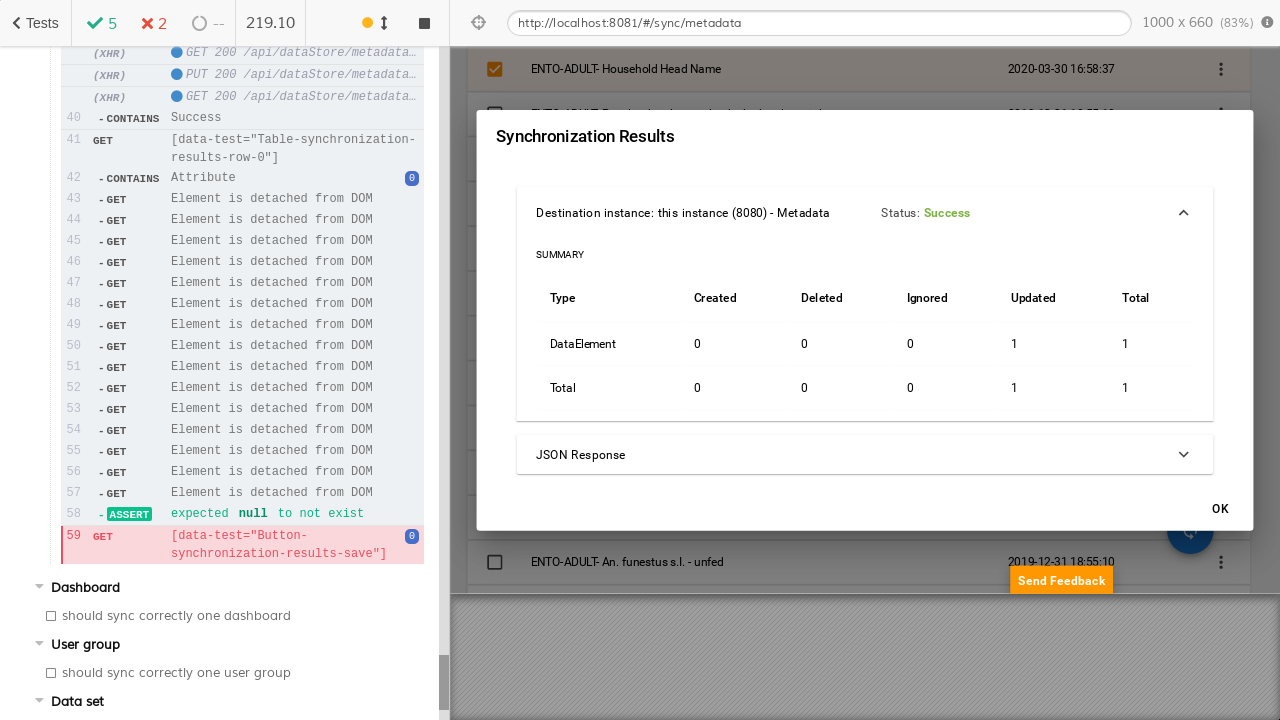 Tests
5
2
--
219.10
http://localhost:8081/#/sync/metadata
1000 x 660 (83%)
(XHR) GET 200 /api/dataStore/metadata…
(XHR) PUT 200 /api/dataStore/metadata…
(XHR) GET 200 /api/dataStore/metadata…
40 - CONTAINS Success
41 GET [data-test="Table-synchronization-
results-row-0"]
42 - CONTAINS Attribute 0
43 - GET Element is detached from DOM
44 - GET Element is detached from DOM
45 - GET Element is detached from DOM
46 - GET Element is detached from DOM
47 - GET Element is detached from DOM
48 - GET Element is detached from DOM
49 - GET Element is detached from DOM
50 - GET Element is detached from DOM
51 - GET Element is detached from DOM
52 - GET Element is detached from DOM
53 - GET Element is detached from DOM
54 - GET Element is detached from DOM
55 - GET Element is detached from DOM
56 - GET Element is detached from DOM
57 - GET Element is detached from DOM
58 - ASSERT expected null to not exist
59 GET [data-test="Button-
synchronization-results-save"] 0
Dashboard
should sync correctly one dashboard
User group
should sync correctly one user group
Data set
ENTO-ADULT- Household Head Name 2020-03-30 16:58:37
Synchronization Results
Destination instance: this instance (8080) - Metadata Status: Success
SUMMARY
Type Created Deleted Ignored Updated Total
DataElement 0 0 0 1 1
Total 0 0 0 1 1
JSON Response
OK
ENTO-ADULT- An. funestus s.l. - unfed 2019-12-31 18:55:10
Send Feedback